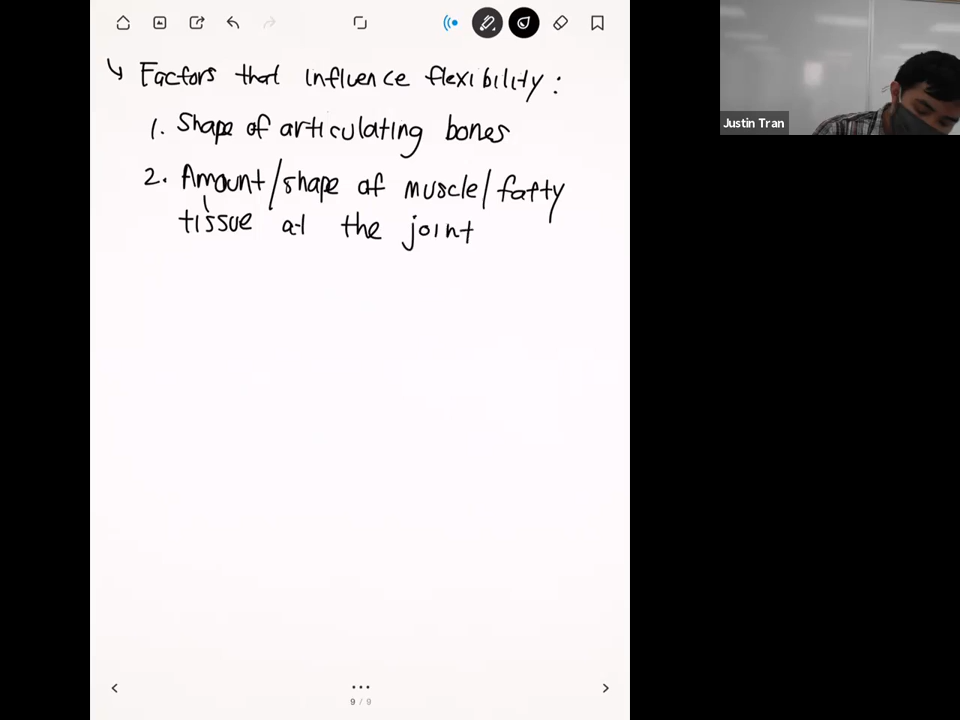 ↳ Factors that influence flexibility:
1. Shape of articulating bones
2. Amount/shape of muscle/fatty
tissue at the joint
Justin Tran
9 / 9